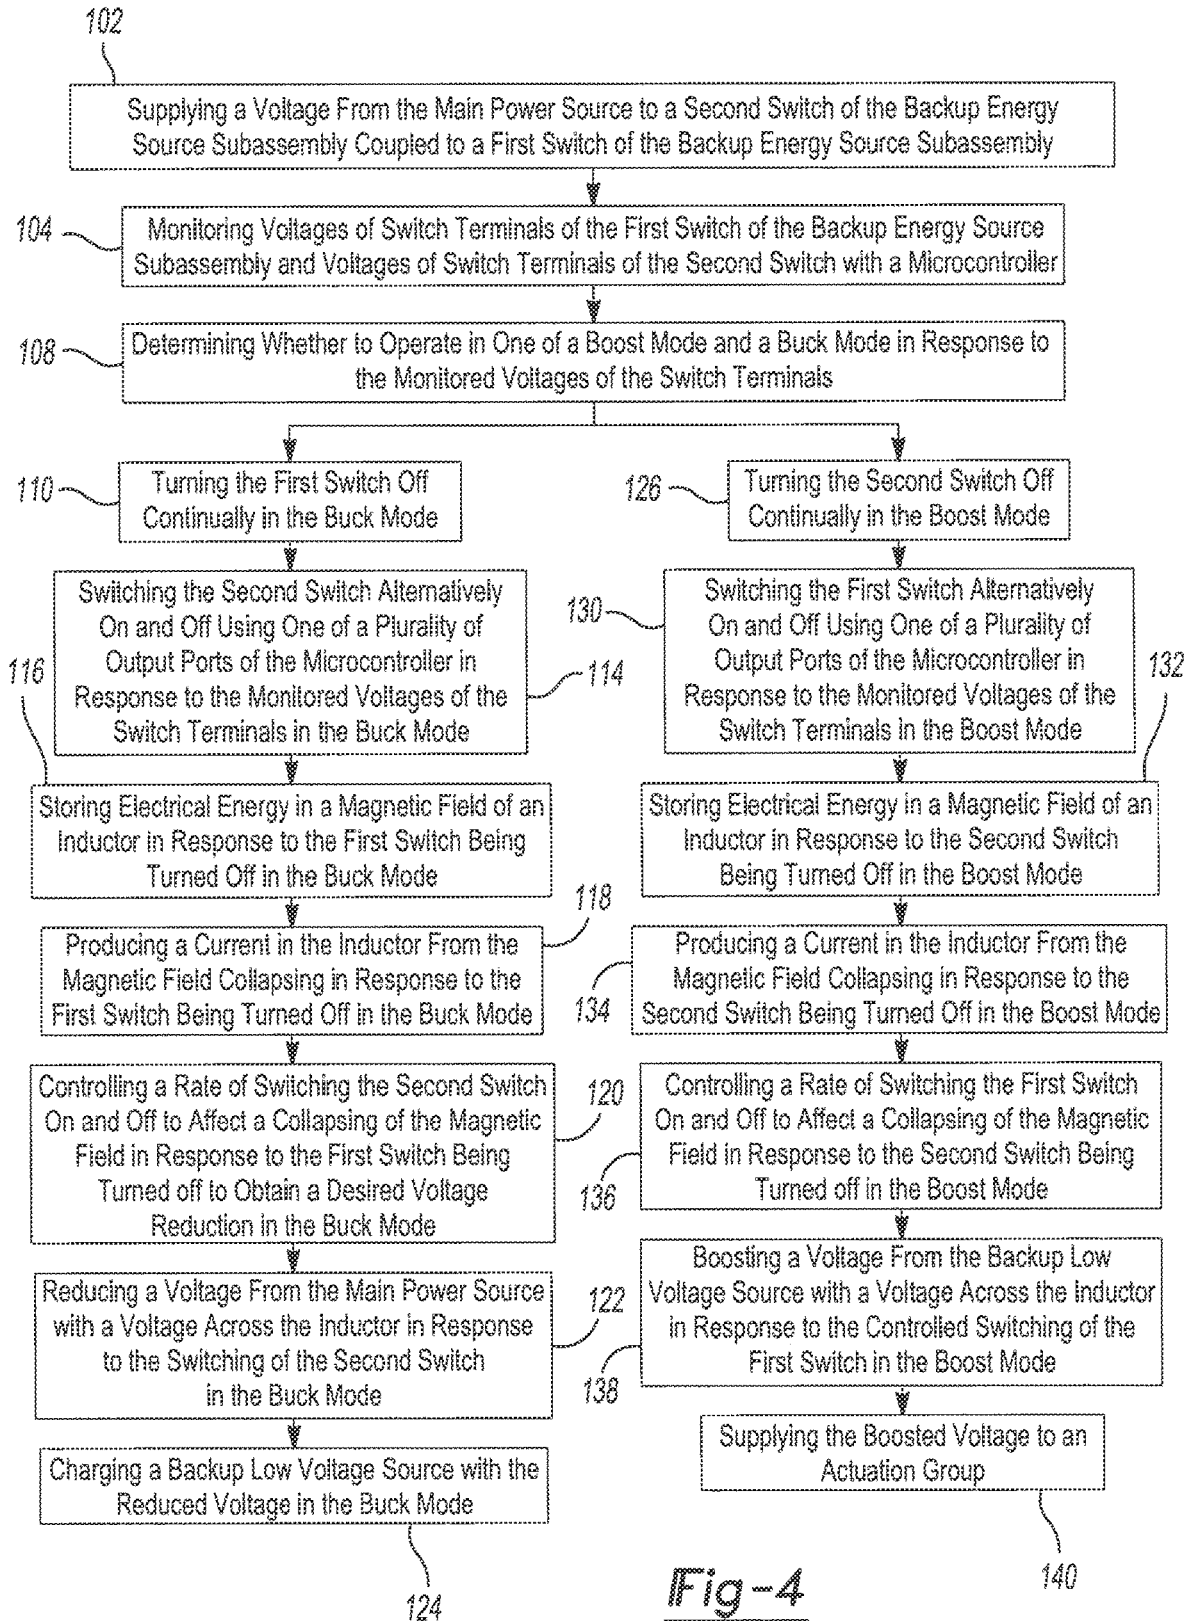 102
Supplying a Voltage From the Main Power Source to a Second Switch of the Backup Energy
Source Subassembly Coupled to a First Switch of the Backup Energy Source Subassembly
104
Monitoring Voltages of Switch Terminals of the First Switch of the Backup Energy Source
Subassembly and Voltages of Switch Terminals of the Second Switch with a Microcontroller
108
Determining Whether to Operate in One of a Boost Mode and a Buck Mode in Response to
the Monitored Voltages of the Switch Terminals
110
Turning the First Switch Off
Continually in the Buck Mode
Switching the Second Switch Alternatively
On and Off Using One of a Plurality of
Output Ports of the Microcontroller in
Response to the Monitored Voltages of the
Switch Terminals in the Buck Mode
114
116
Storing Electrical Energy in a Magnetic Field of an
Inductor in Response to the First Switch Being
Turned Off in the Buck Mode
118
Producing a Current in the Inductor From the
Magnetic Field Collapsing in Response to the
First Switch Being Turned Off in the Buck Mode
Controlling a Rate of Switching the Second Switch
On and Off to Affect a Collapsing of the Magnetic
Field in Response to the First Switch Being
Turned off to Obtain a Desired Voltage
Reduction in the Buck Mode
120
Reducing a Voltage From the Main Power Source
with a Voltage Across the Inductor in Response
to the Switching of the Second Switch
in the Buck Mode
122
Charging a Backup Low Voltage Source with the
Reduced Voltage in the Buck Mode
124
126
Turning the Second Switch Off
Continually in the Boost Mode
130
Switching the First Switch Alternatively
On and Off Using One of a Plurality of
Output Ports of the Microcontroller in
Response to the Monitored Voltages of the
Switch Terminals in the Boost Mode
132
Storing Electrical Energy in a Magnetic Field of an
Inductor in Response to the Second Switch
Being Turned Off in the Boost Mode
Producing a Current in the Inductor From the
Magnetic Field Collapsing in Response to the
Second Switch Being Turned Off in the Boost Mode
134
Controlling a Rate of Switching the First Switch
On and Off to Affect a Collapsing of the Magnetic
Field in Response to the Second Switch Being
Turned off in the Boost Mode
136
Boosting a Voltage From the Backup Low
Voltage Source with a Voltage Across the Inductor
in Response to the Controlled Switching of the
First Switch in the Boost Mode
138
Supplying the Boosted Voltage to an
Actuation Group
140
Fig-4